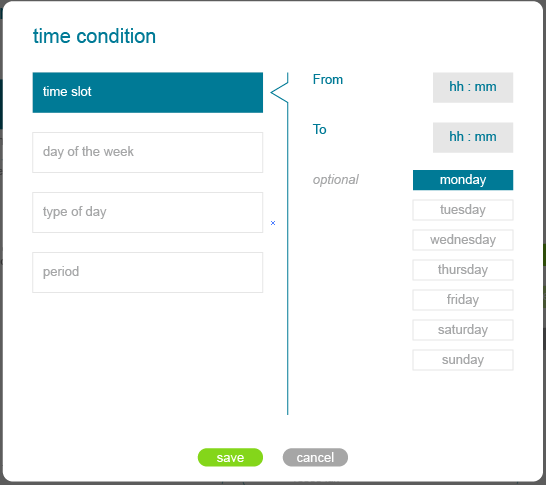 time condition
time slot
day of the week
type of day
period
From
hh : mm
To
hh : mm
optional
monday
tuesday
wednesday
thursday
friday
saturday
sunday
save
cancel